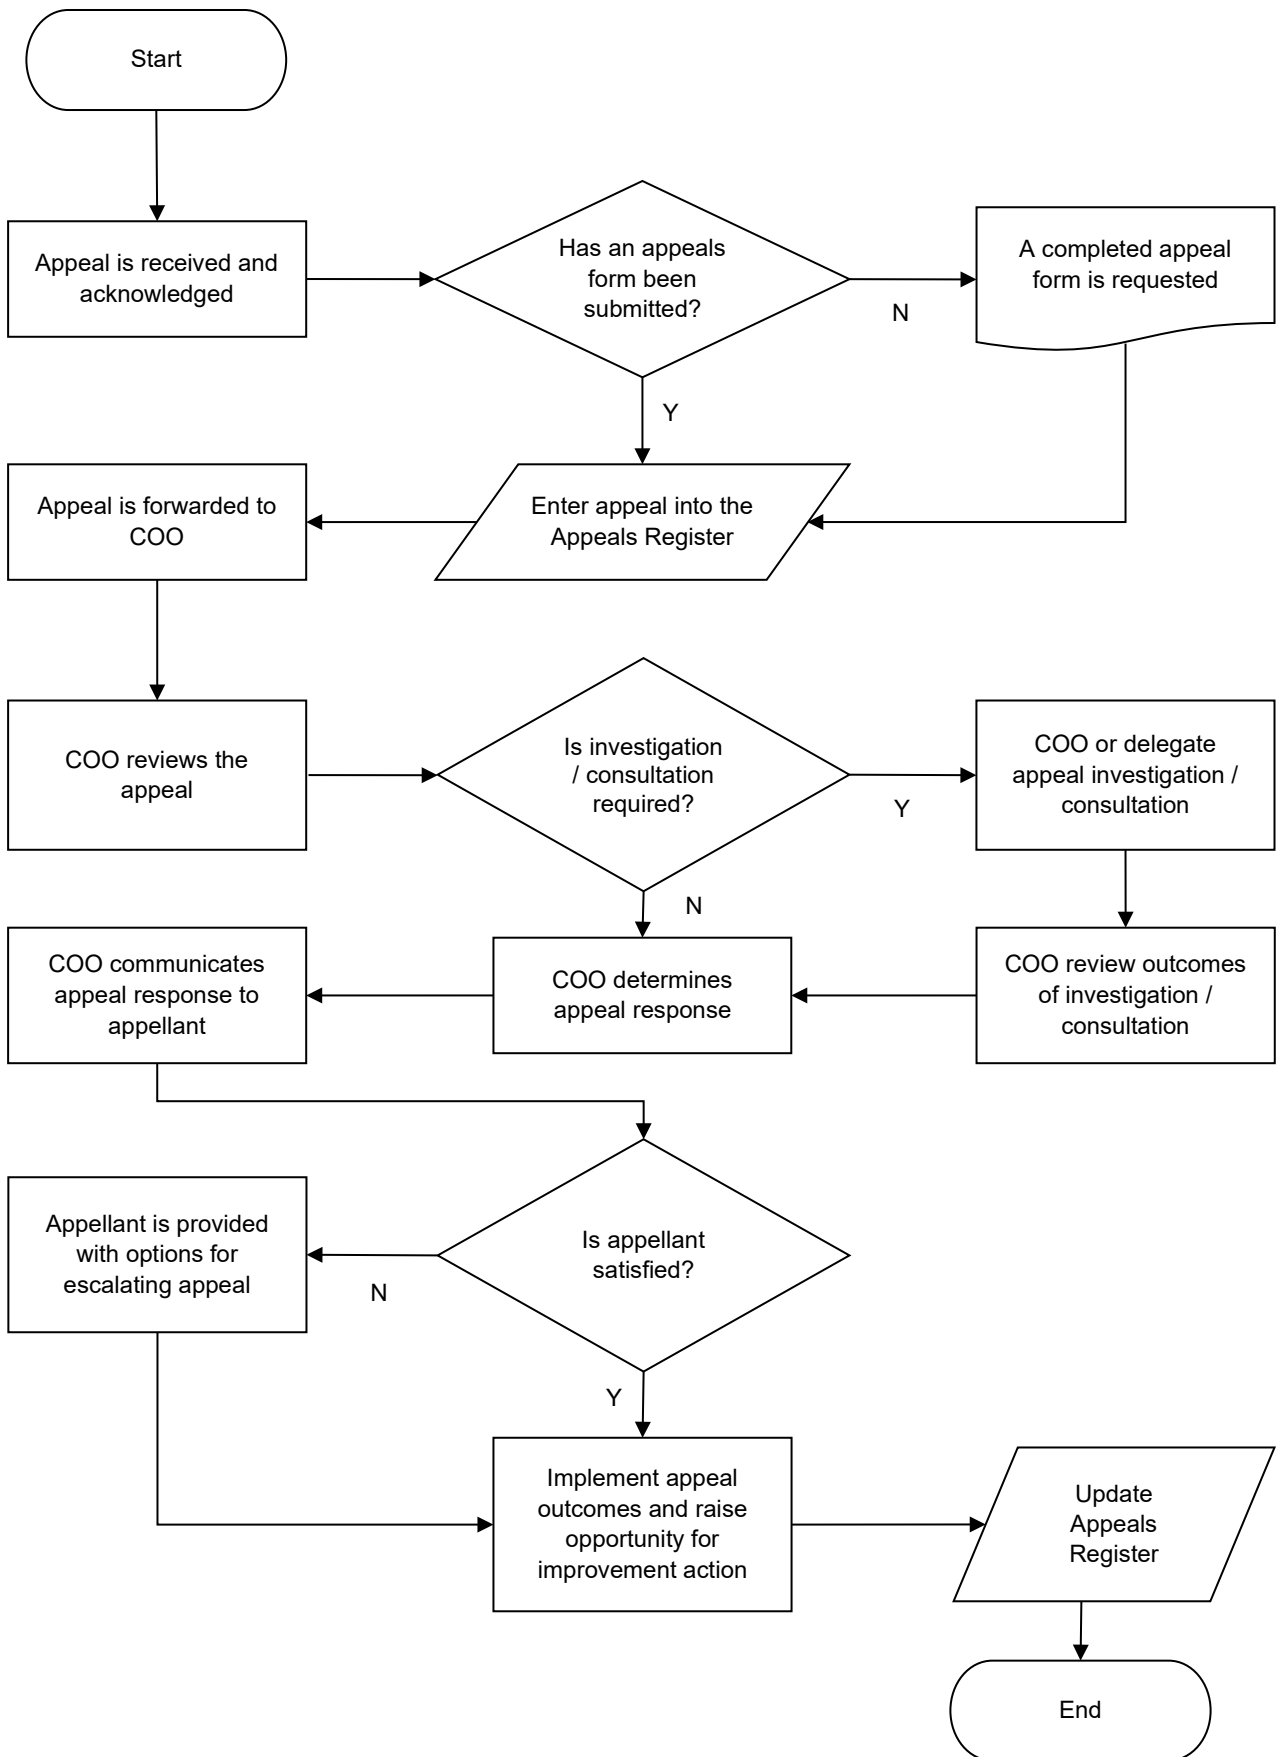 Start
Appeal is received and
acknowledged
Has an appeals
form been
submitted?
N
A completed appeal
form is requested
Y
Appeal is forwarded to
COO
Enter appeal into the
Appeals Register
COO reviews the
appeal
Is investigation
/ consultation
required?
Y
COO or delegate
appeal investigation /
consultation
N
COO communicates
appeal response to
appellant
COO determines
appeal response
COO review outcomes
of investigation /
consultation
Appellant is provided
with options for
escalating appeal
N
Is appellant
satisfied?
Y
Implement appeal
outcomes and raise
opportunity for
improvement action
Update
Appeals
Register
End